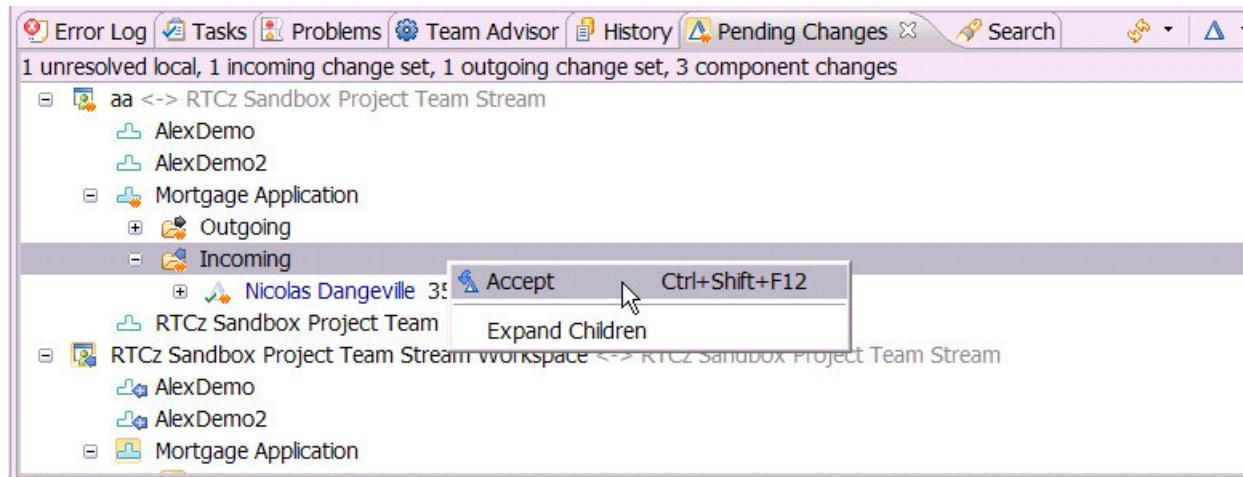 Error Log Tasks Problems Team Advisor History Pending Changes Search
1 unresolved local, 1 incoming change set, 1 outgoing change set, 3 component changes
aa <-> RTCz Sandbox Project Team Stream
AlexDemo
AlexDemo2
Mortgage Application
Outgoing
Incoming
Accept Ctrl+Shift+F12
Nicolas Dangeville 35
Expand Children
RTCz Sandbox Project Team
RTCz Sandbox Project Team Stream Workspace <-> RTCz Sandbox Project Team Stream
AlexDemo
AlexDemo2
Mortgage Application